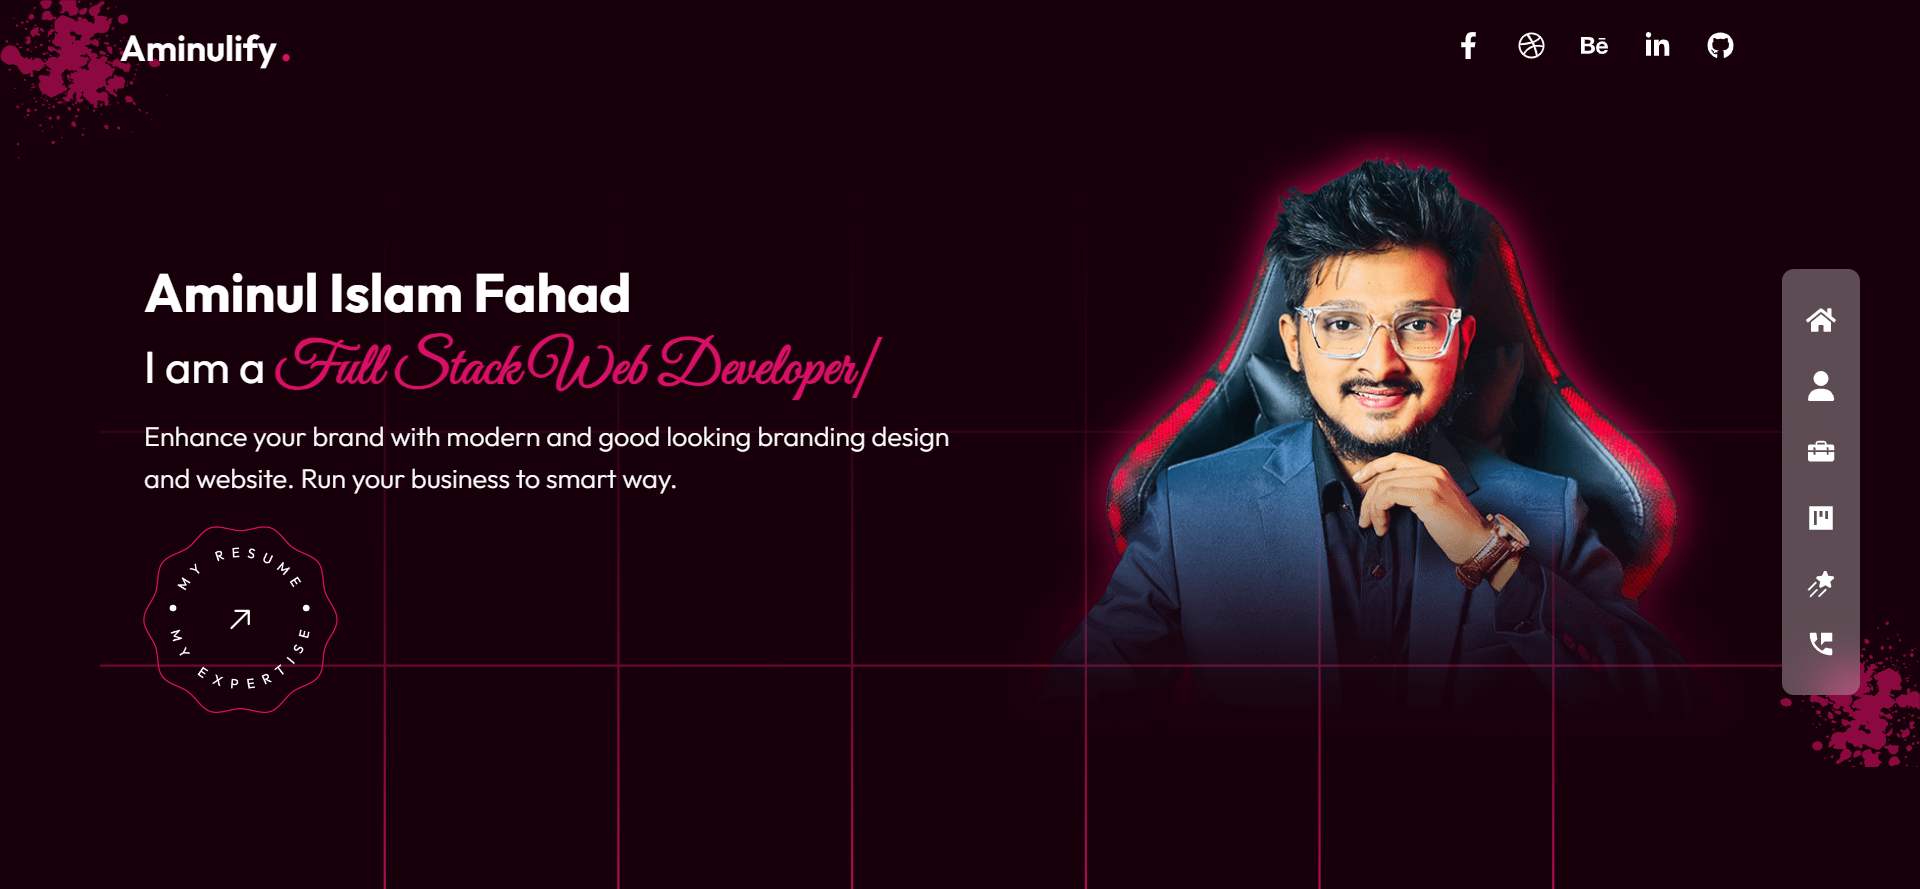 Aminulify.
Bē
in
Aminul Islam Fahad
I am a Full Stack Web Developer/
Enhance your brand with modern and good looking branding design
and website. Run your business to smart way.
MY RESUME
MY EXPERTISE